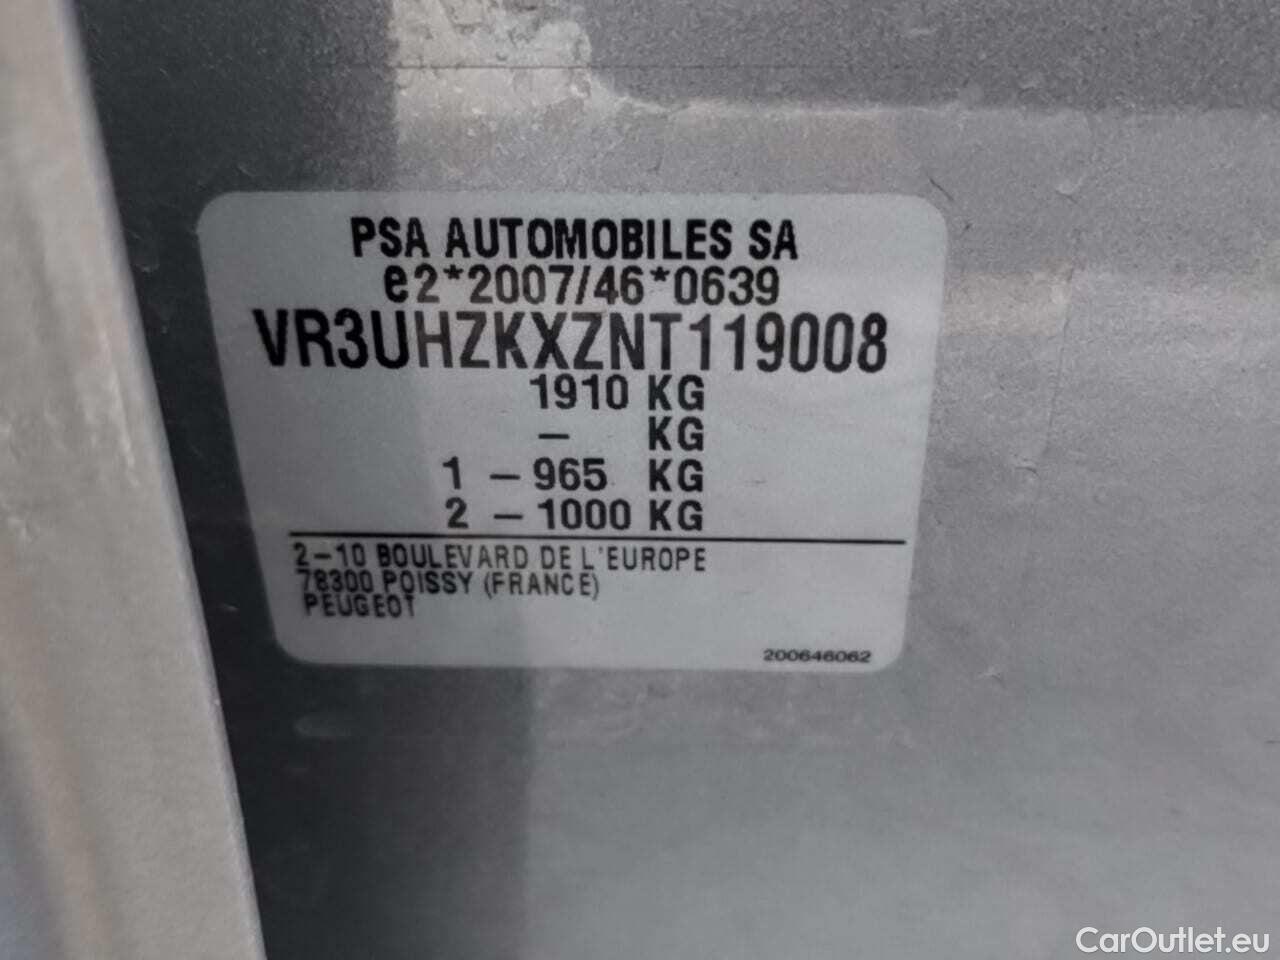 PSA AUTOMOBILES SA
e2*2007/46*0639
VR3UHZKXZNT119008
1910 KG
– KG
1 – 965 KG
2 – 1000 KG
2–10 BOULEVARD DE L'EUROPE
78300 POISSY (FRANCE)
PEUGEOT
200646062
CarOutlet.eu